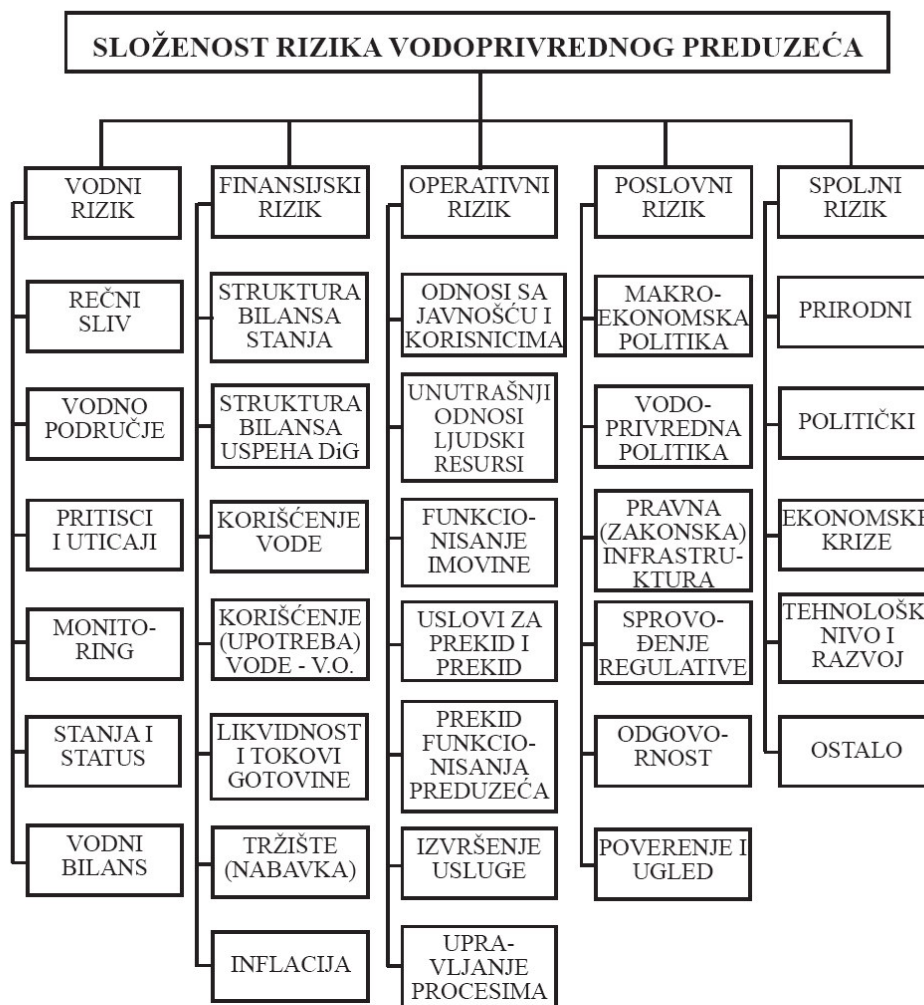 SLOŽENOST RIZIKA VODOPRIVREDNOG PREDUZEĆA
VODNI
RIZIK
REČNI
SLIV
VODNO
PODRUČJE
PRITISCI
I UTICAJI
MONITO-
RING
STANJA I
STATUS
VODNI
BILANS
FINANSIJSKI
RIZIK
STRUKTURA
BILANSA
STANJA
STRUKTURA
BILANSA
USPEHA DiG
KORIŠĆENJE
VODE
KORIŠĆENJE
(UPOTREBA)
VODE - V.O.
LIKVIDNOST
I TOKOVI
GOTOVINE
TRŽIŠTE
(NABAVKA)
INFLACIJA
OPERATIVNI
RIZIK
ODNOSI SA
JAVNOŠĆU I
KORISNICIMA
UNUTRAŠNJI
ODNOSI
LJUDSKI
RESURSI
FUNKCIO-
NISANJE
IMOVINE
USLOVI ZA
PREKID I
PREKID
PREKID
FUNKCIO-
NISANJA
PREDUZEĆA
IZVRŠENJE
USLUGE
UPRA-
VLJANJE
PROCESIMA
POSLOVNI
RIZIK
MAKRO-
EKONOMSKA
POLITIKA
VODO-
PRIVREDNA
POLITIKA
PRAVNA
(ZAKONSKA)
INFRASTRU-
KTURA
SPROVO-
ĐENJE
REGULATIVE
ODGOVO-
RNOST
POVERENJE I
UGLED
SPOLJNI
RIZIK
PRIRODNI
POLITIČKI
EKONOMSKE
KRIZE
TEHNOLOŠK
NIVO I
RAZVOJ
OSTALO